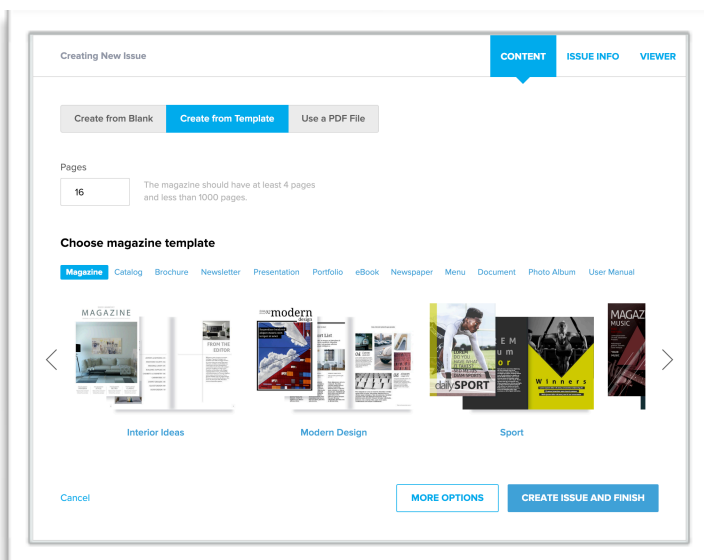 Creating New Issue
CONTENT
ISSUE INFO
VIEWER
Create from Blank
Create from Template
Use a PDF File
Pages
16
The magazine should have at least 4 pages
and less than 1000 pages.
Choose magazine template
Magazine Catalog Brochure Newsletter Presentation Portfolio eBook Newspaper Menu Document Photo Album User Manual
MAGAZINE
FROM THE
EDITOR
modern
design
LOREM
dailySPORT
Winners
MAGAZ
MUSIC
Interior Ideas
Modern Design
Sport
Cancel
MORE OPTIONS
CREATE ISSUE AND FINISH